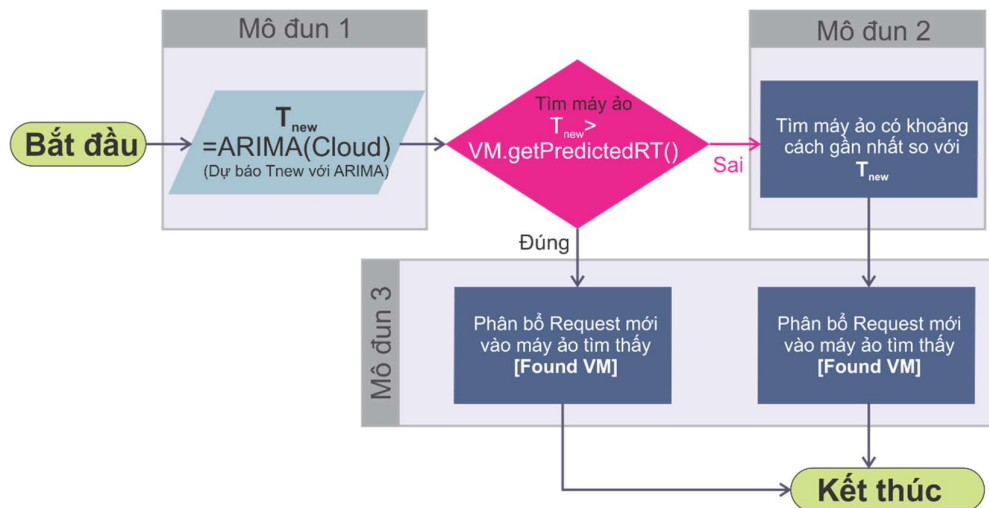 Mô đun 1
Mô đun 2
Bắt đầu
Tnew
=ARIMA(Cloud)
(Dự báo Tnew với ARIMA)
Tìm máy ảo
Tnew>
VM.getPredictedRT()
Sai
Tìm máy ảo có khoảng
cách gần nhất so với
Tnew
Đúng
Mô đun 3
Phân bổ Request mới
vào máy ảo tìm thấy
[Found VM]
Phân bổ Request mới
vào máy ảo tìm thấy
[Found VM]
Kết thúc